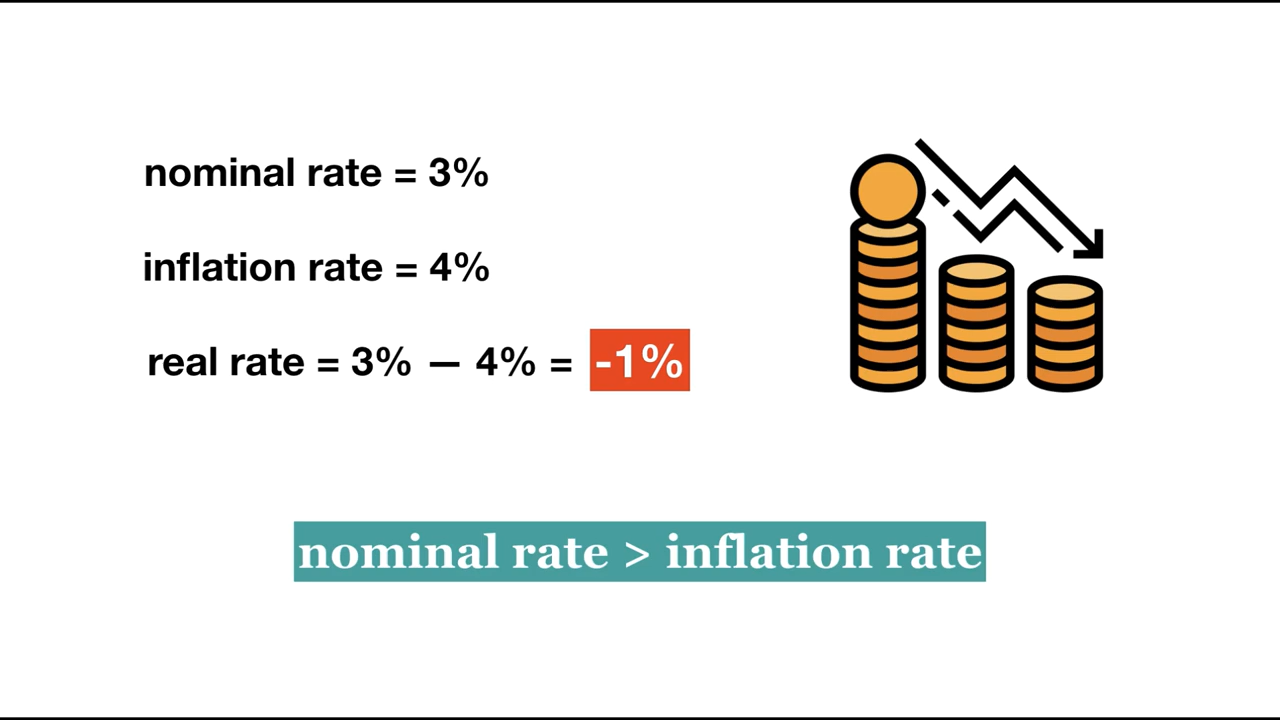 nominal rate = 3%
inflation rate = 4%
real rate = 3% — 4% = -1%
nominal rate > inflation rate